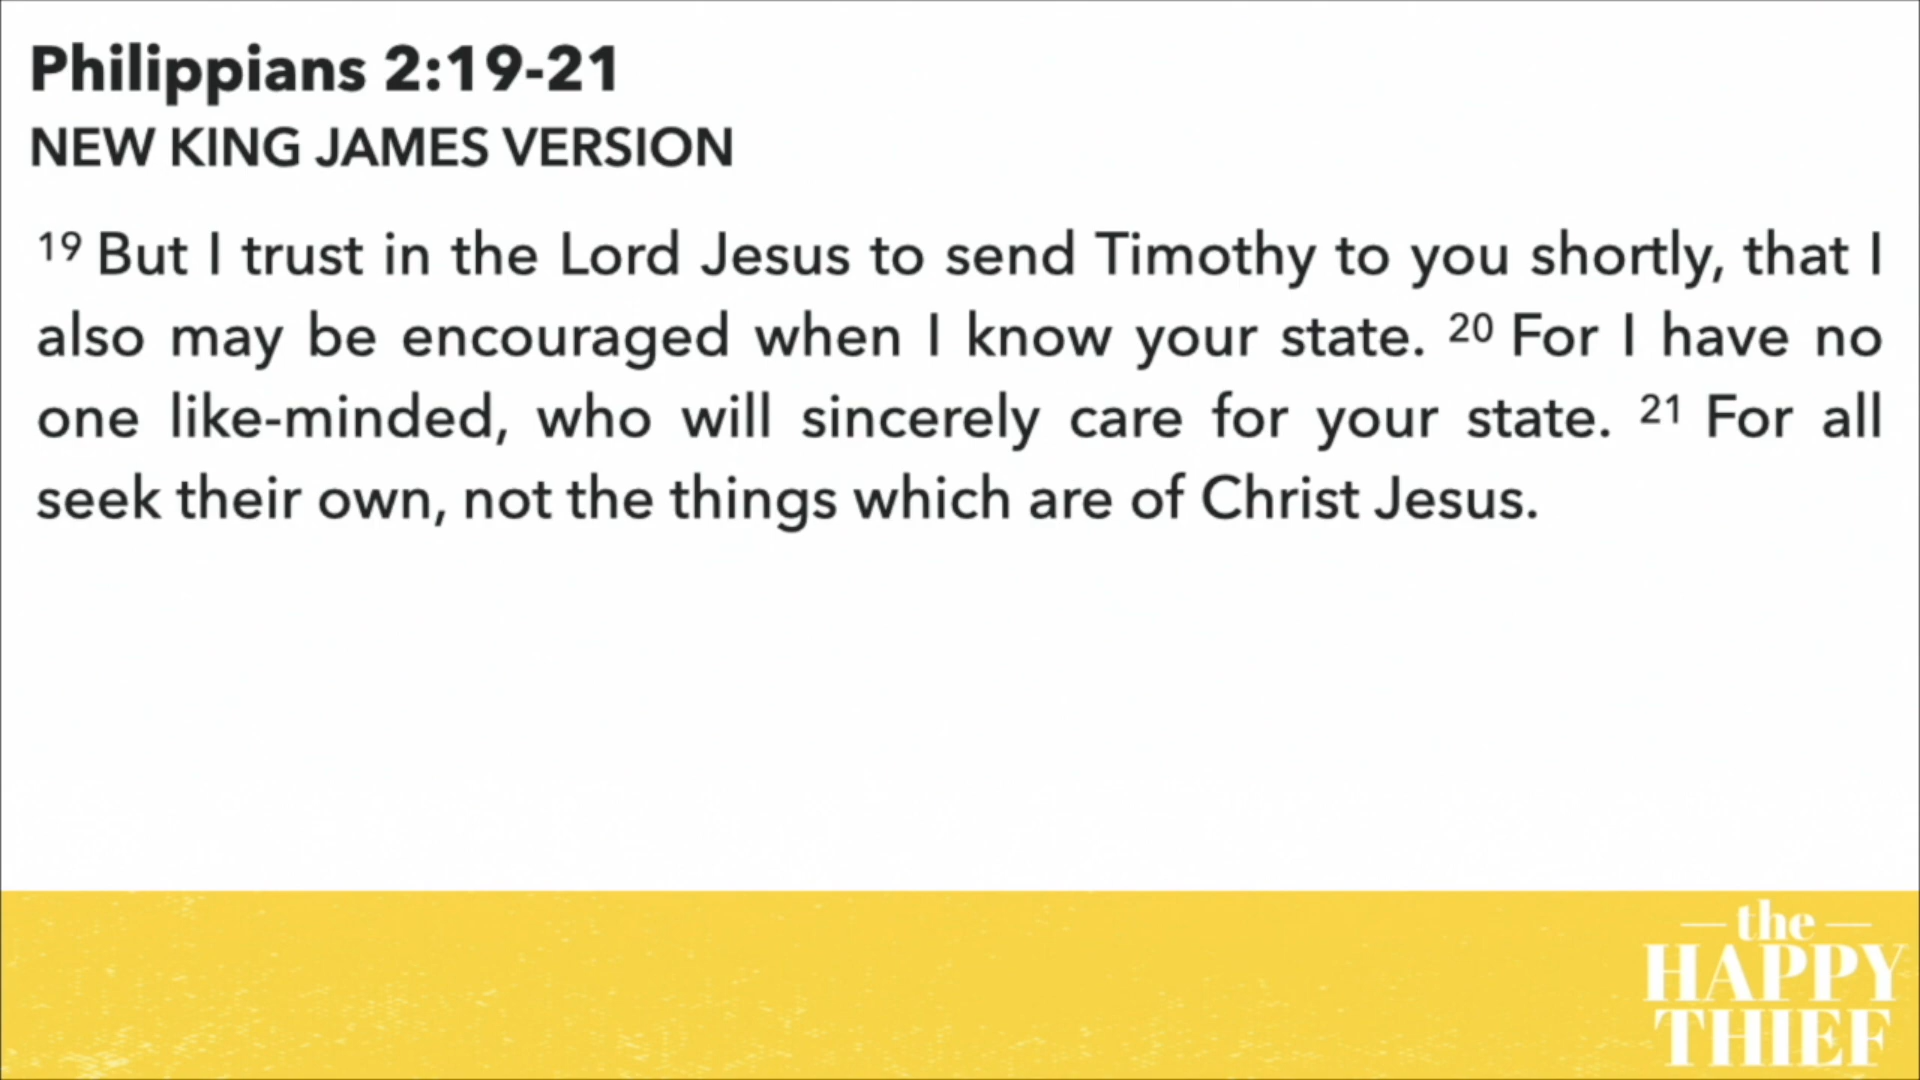 Philippians 2:19-21
NEW KING JAMES VERSION
19 But I trust in the Lord Jesus to send Timothy to you shortly, that I
also may be encouraged when I know your state. 20 For I have no
one like-minded, who will sincerely care for your state. 21 For all
seek their own, not the things which are of Christ Jesus.
the
HAPPY
THIEF